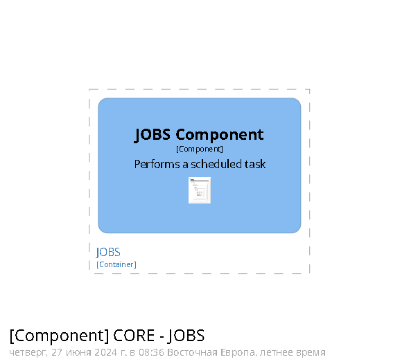 JOBS Component
[Component]
Performs a scheduled task
JOBS
[Container]
[Component] CORE - JOBS
четверг, 27 июня 2024 г. в 08:36 Восточная Европа, летнее время